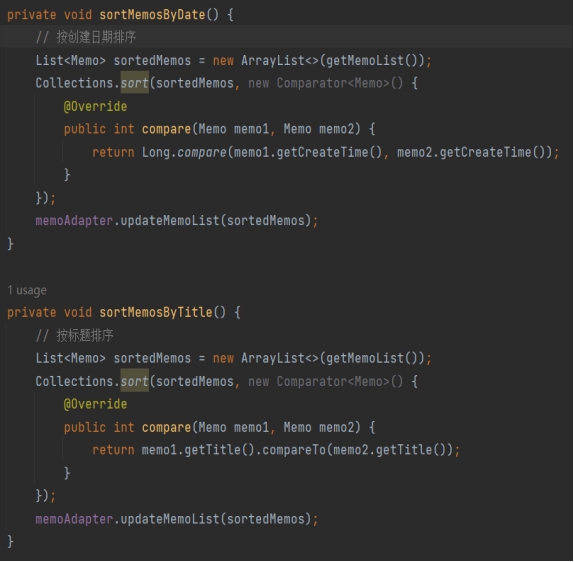 private void sortMemosByDate() {
// 按创建日期排序
List<Memo> sortedMemos = new ArrayList<>(getMemoList());
Collections.sort(sortedMemos, new Comparator<Memo>() {
@Override
public int compare(Memo memo1, Memo memo2) {
return Long.compare(memo1.getCreateTime(), memo2.getCreateTime());
}
});
memoAdapter.updateMemoList(sortedMemos);
}
1 usage
private void sortMemosByTitle() {
// 按标题排序
List<Memo> sortedMemos = new ArrayList<>(getMemoList());
Collections.sort(sortedMemos, new Comparator<Memo>() {
@Override
public int compare(Memo memo1, Memo memo2) {
return memo1.getTitle().compareTo(memo2.getTitle());
}
});
memoAdapter.updateMemoList(sortedMemos);
}